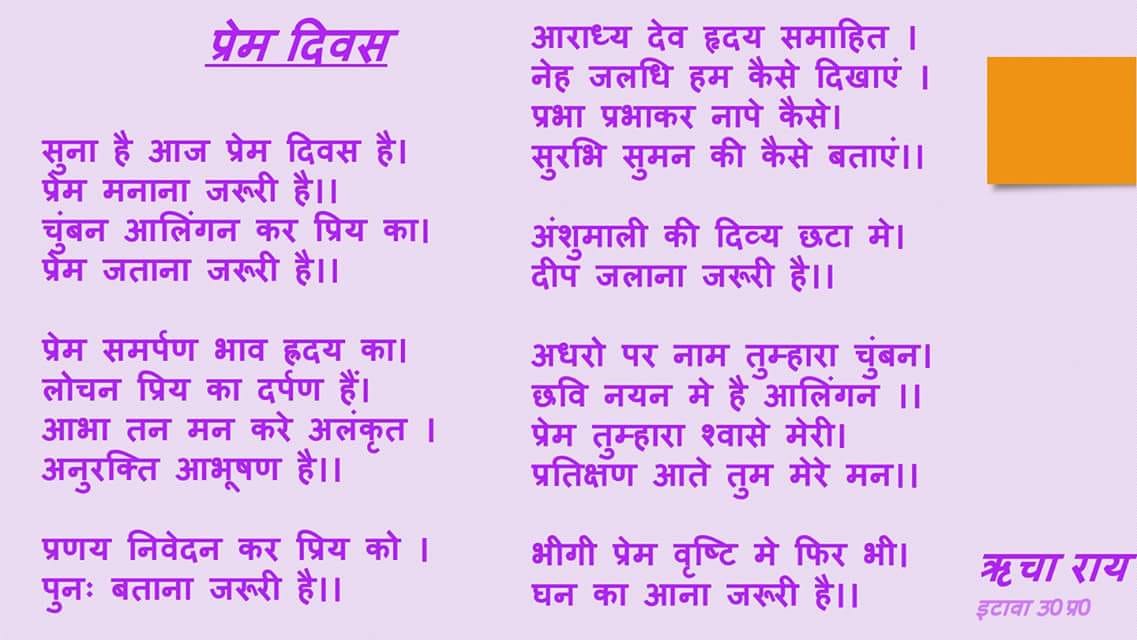 प्रेम दिवस
सुना है आज प्रेम दिवस है।
प्रेम मनाना जरूरी है।।
चुंबन आलिंगन कर प्रिय का।
प्रेम जताना जरूरी है।।
प्रेम समर्पण भाव ह्रदय का।
लोचन प्रिय का दर्पण हैं।
आभा तन मन करे अलंकृत ।
अनुरक्ति आभूषण है।।
प्रणय निवेदन कर प्रिय को ।
पुनः बताना जरूरी है।।
आराध्य देव हृदय समाहित ।
नेह जलधि हम कैसे दिखाएं ।
प्रभा प्रभाकर नापे कैसे।
सुरभि सुमन की कैसे बताएं।।
अंशुमाली की दिव्य छटा मे।
दीप जलाना जरूरी है।।
अधरो पर नाम तुम्हारा चुंबन।
छवि नयन मे है आलिंगन ।।
प्रेम तुम्हारा श्वासे मेरी।
प्रतिक्षण आते तुम मेरे मन।।
भीगी प्रेम वृष्टि मे फिर भी।
घन का आना जरूरी है।।
ऋचा राय
इटावा उ0प्र0